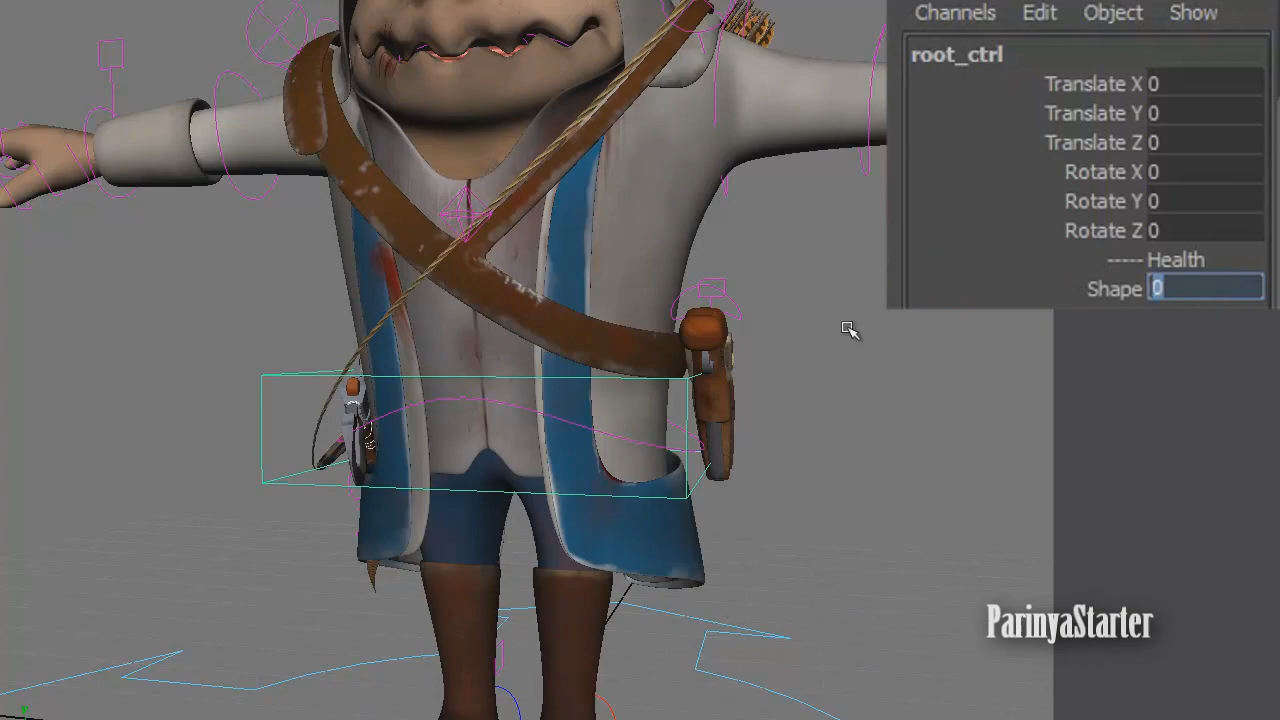 Channels Edit Object Show
root_ctrl
Translate X 0
Translate Y 0
Translate Z 0
Rotate X 0
Rotate Y 0
Rotate Z 0
----- Health
Shape 0
ParinyaStarter